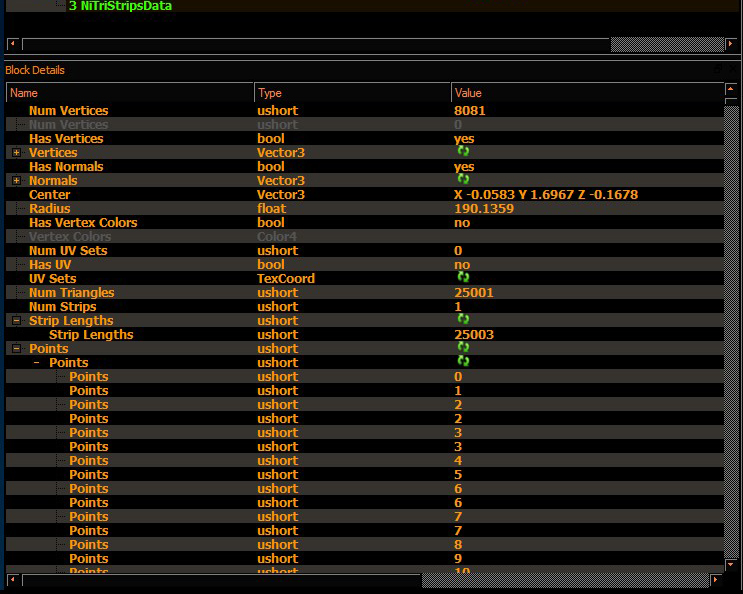 3 NiTriStripsData
Block Details
Name Type Value
Num Vertices ushort 8081
Num Vertices ushort 0
Has Vertices bool yes
Vertices Vector3
Has Normals bool yes
Normals Vector3
Center Vector3 X -0.0583 Y 1.6967 Z -0.1678
Radius float 190.1359
Has Vertex Colors bool no
Vertex Colors Color4
Num UV Sets ushort 0
Has UV bool no
UV Sets TexCoord
Num Triangles ushort 25001
Num Strips ushort 1
Strip Lengths ushort
Strip Lengths ushort 25003
Points ushort
Points ushort
Points ushort 0
Points ushort 1
Points ushort 2
Points ushort 2
Points ushort 3
Points ushort 3
Points ushort 4
Points ushort 5
Points ushort 6
Points ushort 6
Points ushort 7
Points ushort 7
Points ushort 8
Points ushort 9
Points ushort 10